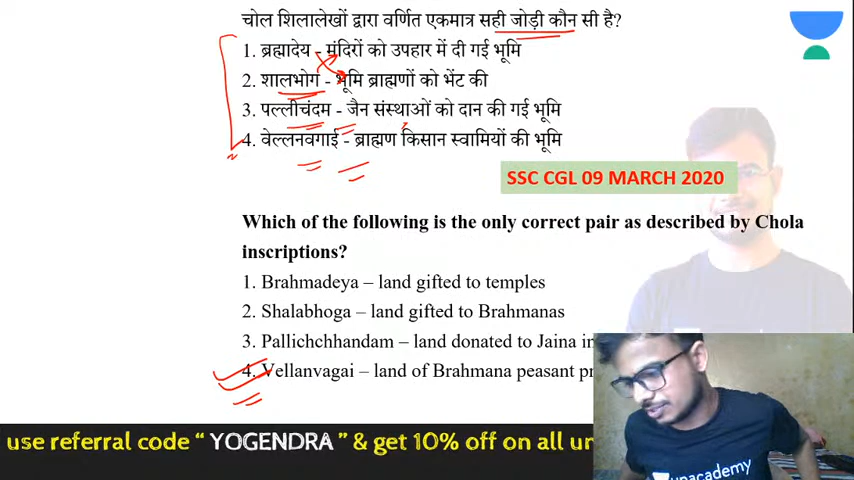 चोल शिलालेखों द्वारा वर्णित एकमात्र सही जोड़ी कौन सी है?
1. ब्रह्मादेय - मंदिरों को उपहार में दी गई भूमि
2. शालभोग - भूमि ब्राह्मणों को भेंट की
3. पल्लीचंदम - जैन संस्थाओं को दान की गई भूमि
4. वेल्लनवगाई - ब्राह्मण किसान स्वामियों की भूमि
SSC CGL 09 MARCH 2020
Which of the following is the only correct pair as described by Chola
inscriptions?
1. Brahmadeya – land gifted to temples
2. Shalabhoga – land gifted to Brahmanas
3. Pallichchhandam – land donated to Jaina in
4. Vellanvagai – land of Brahmana peasant pr
use referral code “ YOGENDRA ” & get 10% off on all un
unacademy